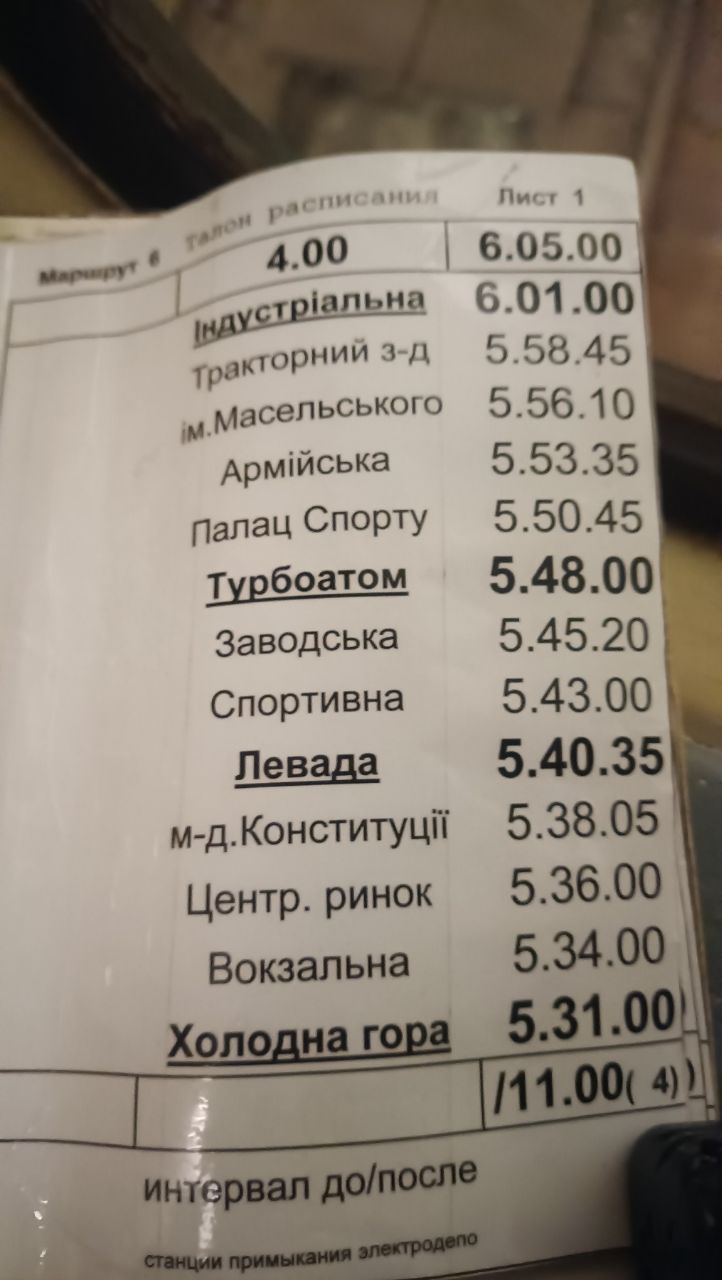 Маршрут 6 Талон расписания Лист 1
4.00 6.05.00
Індустріальна 6.01.00
Тракторний з-д 5.58.45
ім.Масельського 5.56.10
Армійська 5.53.35
Палац Спорту 5.50.45
Турбоатом 5.48.00
Заводська 5.45.20
Спортивна 5.43.00
Левада 5.40.35
м-д.Конституції 5.38.05
Центр. ринок 5.36.00
Вокзальна 5.34.00
Холодна гора 5.31.00
/11.00( 4)
интервал до/после
станции примыкания электродепо